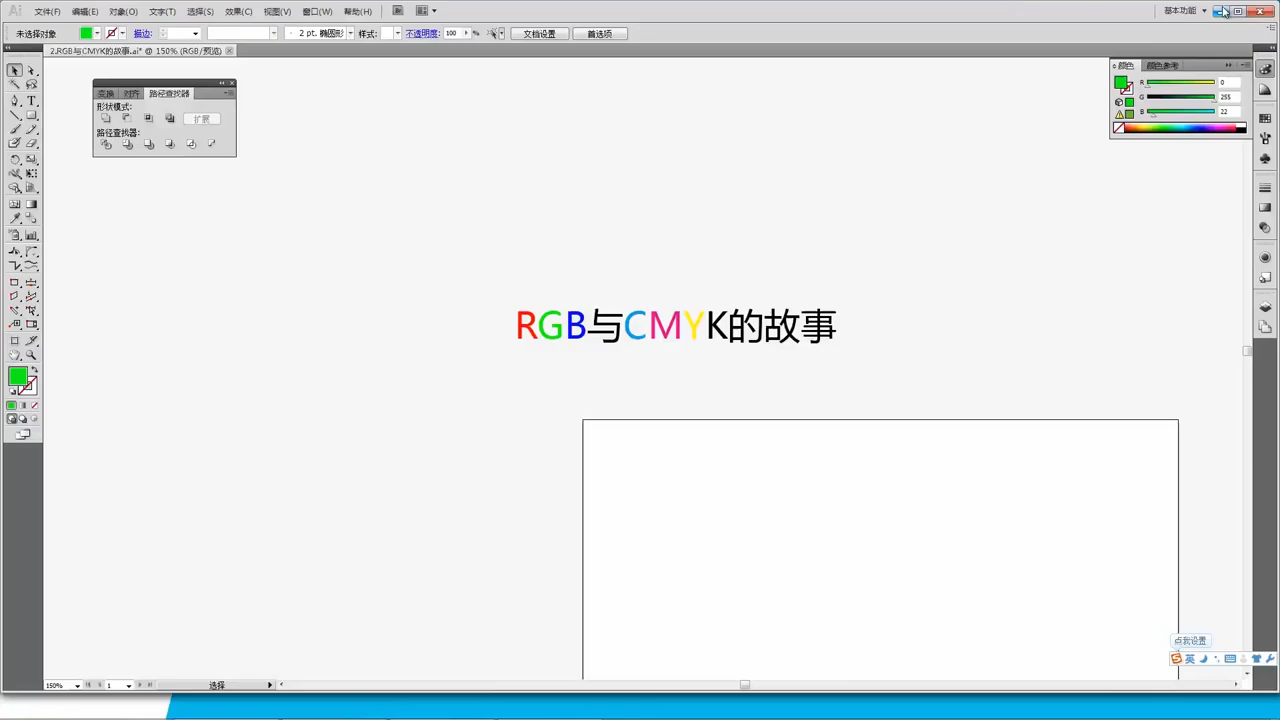 Ai 文件(F) 编辑(E) 对象(O) 文字(T) 选择(S) 效果(C) 视图(V) 窗口(W) 帮助(H) 基本功能
未选择对象 描边: 2 pt. 椭圆形 样式: 不透明度: 100 % 文档设置 首选项
2.RGB与CMYK的故事.ai* @ 150% (RGB/预览)
变换 对齐 路径查找器
形状模式:
扩展
路径查找器:
颜色 颜色参考
R 0
G 255
B 22
RGB与CMYK的故事
点我设置
英
150% 1 选择